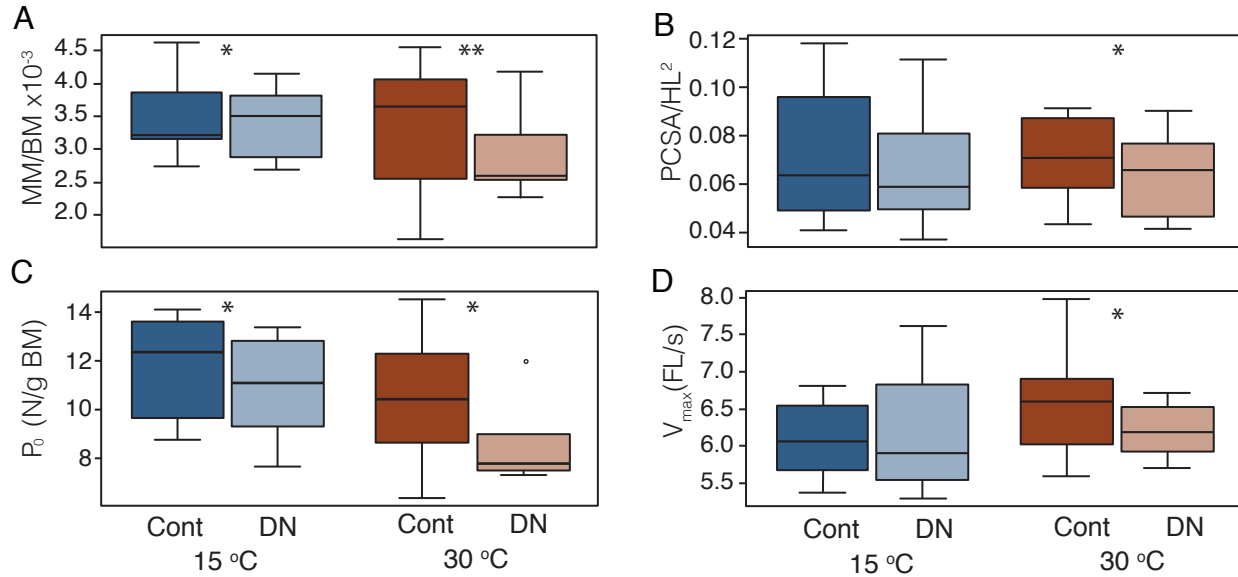 A
MM/BM x10⁻³
4.5
4.0
3.5
3.0
2.5
2.0
*
**
B
PCSA/HL²
0.12
0.10
0.08
0.06
0.04
*
C
P₀ (N/g BM)
14
12
10
8
*
*
Cont
DN
Cont
DN
15 ºC
30 ºC
D
Vmax(FL/s)
8.0
7.5
7.0
6.5
6.0
5.5
*
Cont
DN
Cont
DN
15 ºC
30 ºC